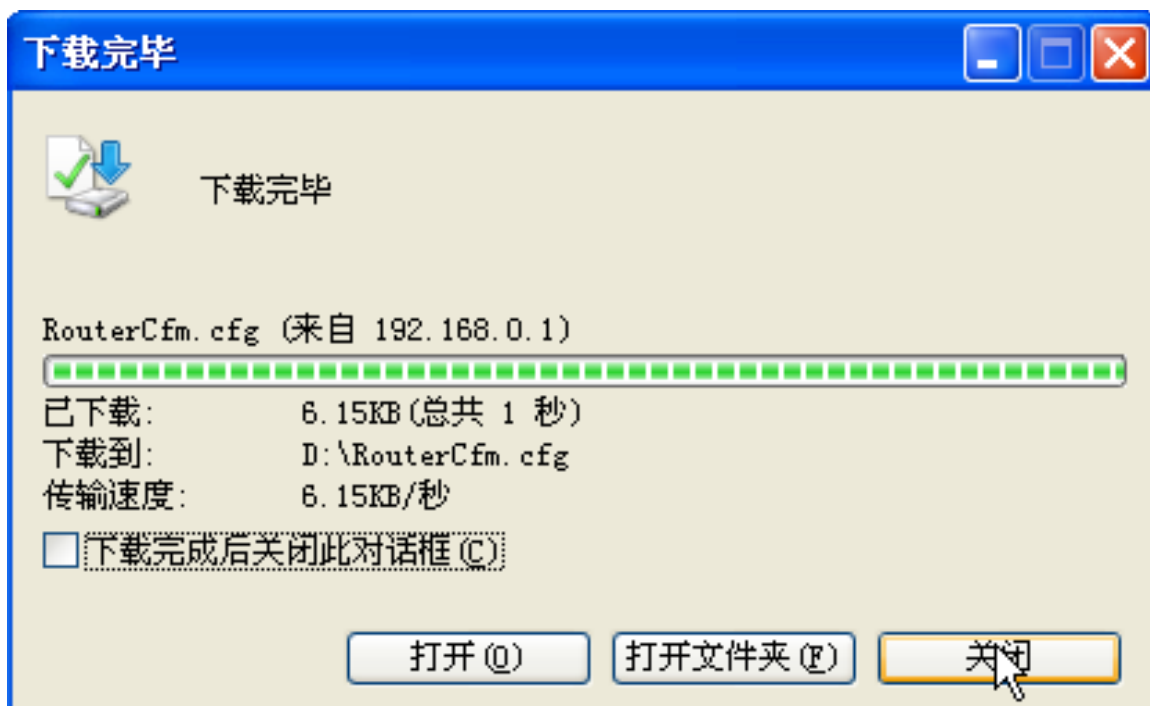 下载完毕
下载完毕
RouterCfm.cfg (来自 192.168.0.1)
已下载: 6.15KB(总共 1 秒)
下载到: D:\RouterCfm.cfg
传输速度: 6.15KB/秒
下载完成后关闭此对话框(C)
打开(O) 打开文件夹(F) 关闭